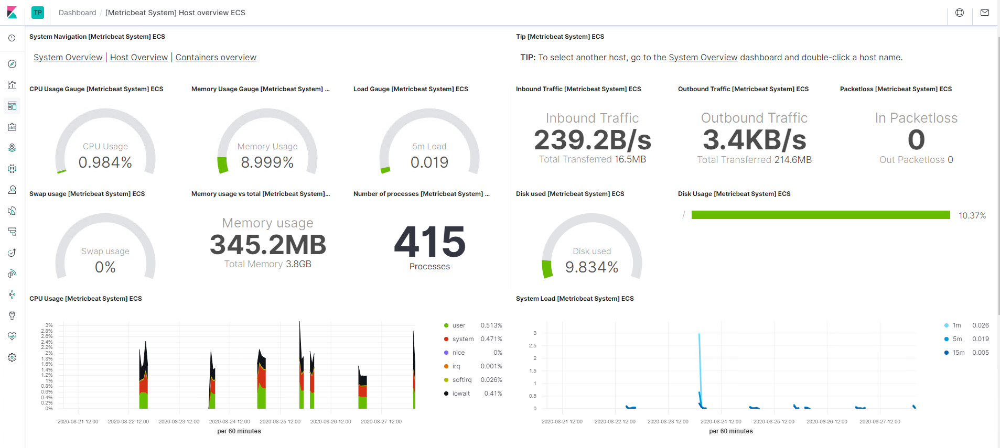 TP
Dashboard / [Metricbeat System] Host overview ECS
System Navigation [Metricbeat System] ECS
System Overview | Host Overview | Containers overview
Tip [Metricbeat System] ECS
TIP: To select another host, go to the System Overview dashboard and double-click a host name.
CPU Usage Gauge [Metricbeat System] ECS
CPU Usage
0.984%
Memory Usage Gauge [Metricbeat System] ...
Memory Usage
8.999%
Load Gauge [Metricbeat System] ECS
5m Load
0.019
Inbound Traffic [Metricbeat System] ECS
Inbound Traffic
239.2B/s
Total Transferred 16.5MB
Outbound Traffic [Metricbeat System] ECS
Outbound Traffic
3.4KB/s
Total Transferred 214.6MB
Packetloss [Metricbeat System] ECS
In Packetloss
0
Out Packetloss 0
Swap usage [Metricbeat System] ECS
Swap usage
0%
Memory usage vs total [Metricbeat System]...
Memory usage
345.2MB
Total Memory 3.8GB
Number of processes [Metricbeat System] ...
415
Processes
Disk used [Metricbeat System] ECS
Disk used
9.834%
Disk Usage [Metricbeat System] ECS
/ 10.37%
CPU Usage [Metricbeat System] ECS
3%
2.8%
2.6%
2.4%
2.2%
2%
1.8%
1.6%
1.4%
1.2%
1%
0.8%
0.6%
0.4%
0.2%
0%
2020-08-21 12:00 2020-08-22 12:00 2020-08-23 12:00 2020-08-24 12:00 2020-08-25 12:00 2020-08-26 12:00 2020-08-27 12:00
per 60 minutes
user 0.513%
system 0.471%
nice 0%
irq 0.001%
softirq 0.026%
iowait 0.41%
System Load [Metricbeat System] ECS
3
2.5
2
1.5
1
0.5
0
2020-08-21 12:00 2020-08-22 12:00 2020-08-23 12:00 2020-08-24 12:00 2020-08-25 12:00 2020-08-26 12:00 2020-08-27 12:00
per 60 minutes
1m 0.026
5m 0.019
15m 0.005